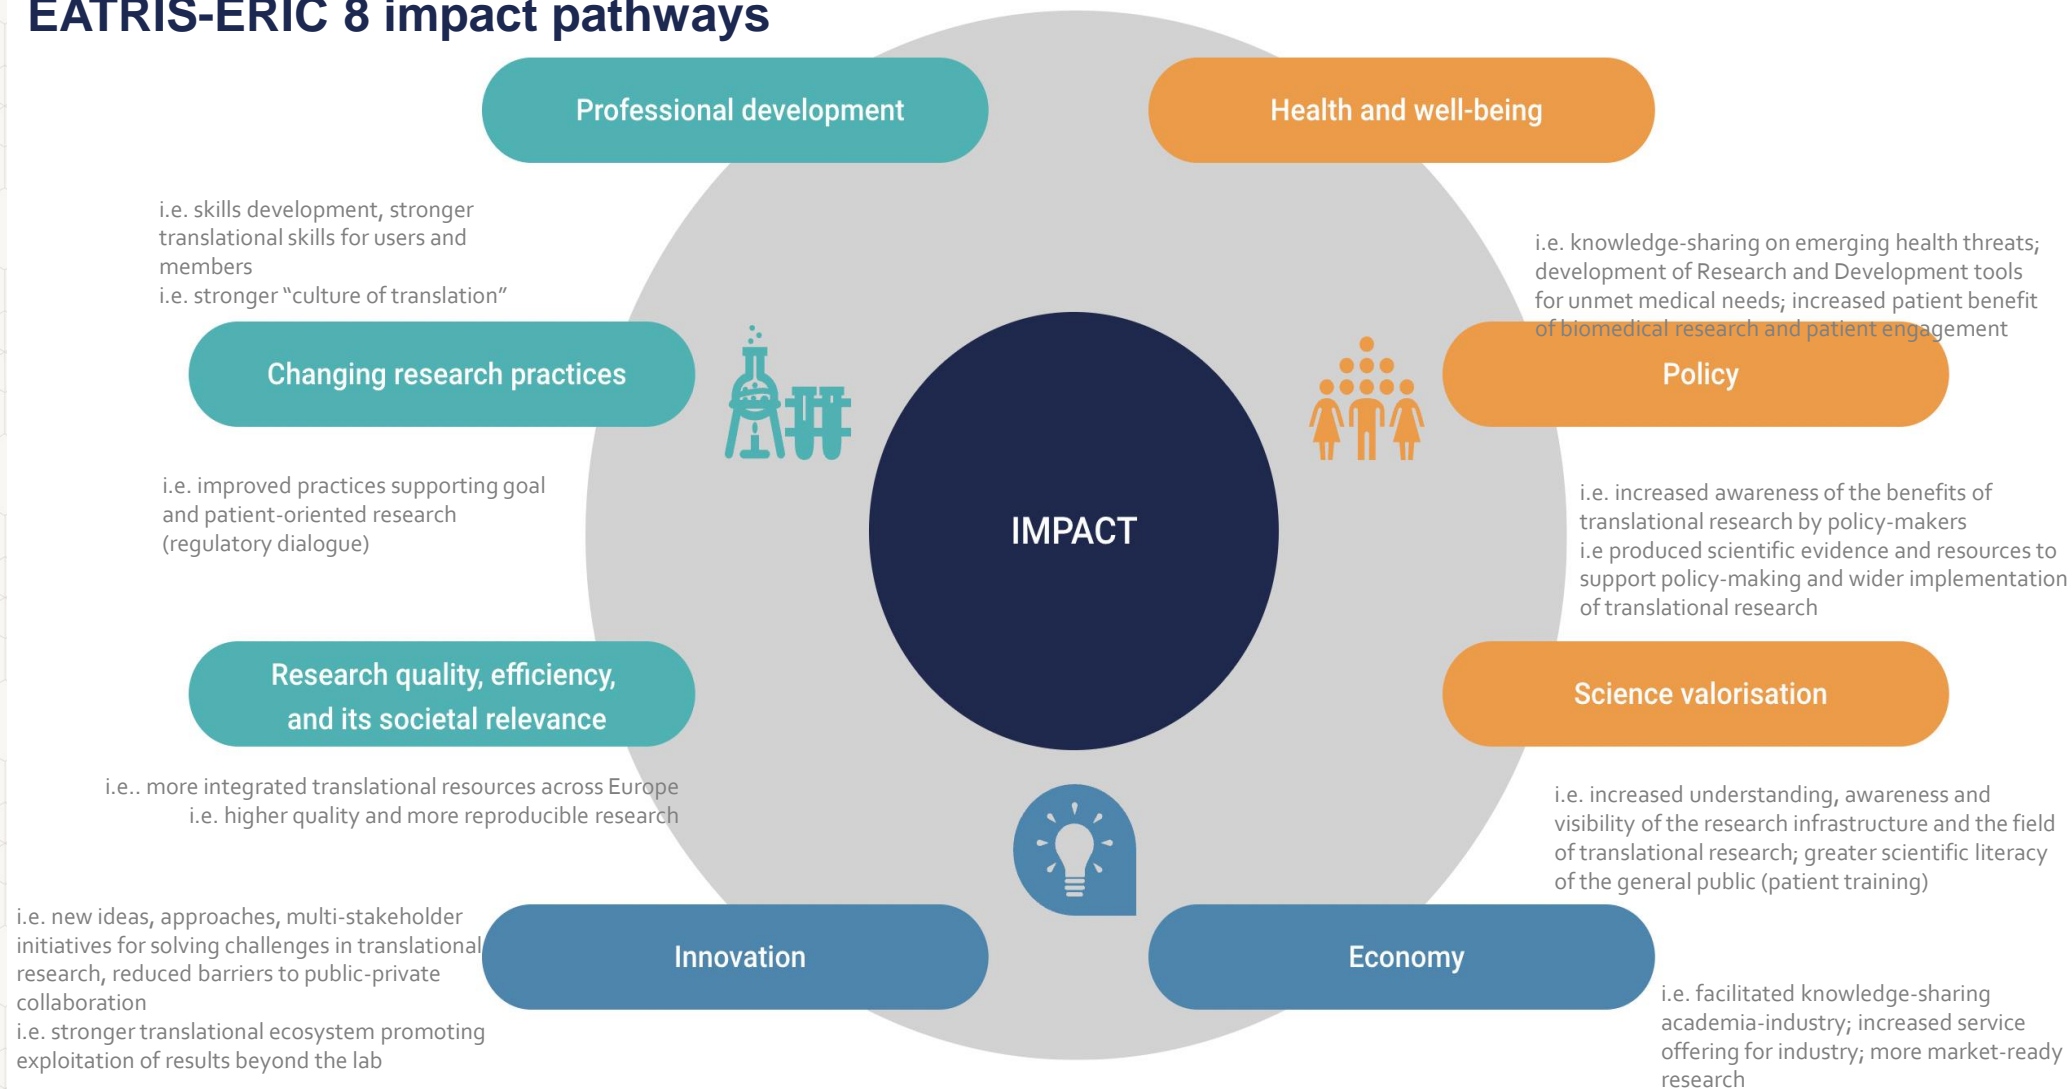 EATRIS-ERIC 8 impact pathways
Professional development
Health and well-being
i.e. skills development, stronger
translational skills for users and
members
i.e. stronger “culture of translation”
i.e. knowledge-sharing on emerging health threats;
development of Research and Development tools
for unmet medical needs; increased patient benefit
of biomedical research and patient engagement
Changing research practices
Policy
i.e. improved practices supporting goal
and patient-oriented research
(regulatory dialogue)
IMPACT
i.e. increased awareness of the benefits of
translational research by policy-makers
i.e produced scientific evidence and resources to
support policy-making and wider implementation
of translational research
Research quality, efficiency,
and its societal relevance
Science valorisation
i.e.. more integrated translational resources across Europe
i.e. higher quality and more reproducible research
i.e. increased understanding, awareness and
visibility of the research infrastructure and the field
of translational research; greater scientific literacy
of the general public (patient training)
i.e. new ideas, approaches, multi-stakeholder
initiatives for solving challenges in translational
research, reduced barriers to public-private
collaboration
i.e. stronger translational ecosystem promoting
exploitation of results beyond the lab
Innovation
Economy
i.e. facilitated knowledge-sharing
academia-industry; increased service
offering for industry; more market-ready
research